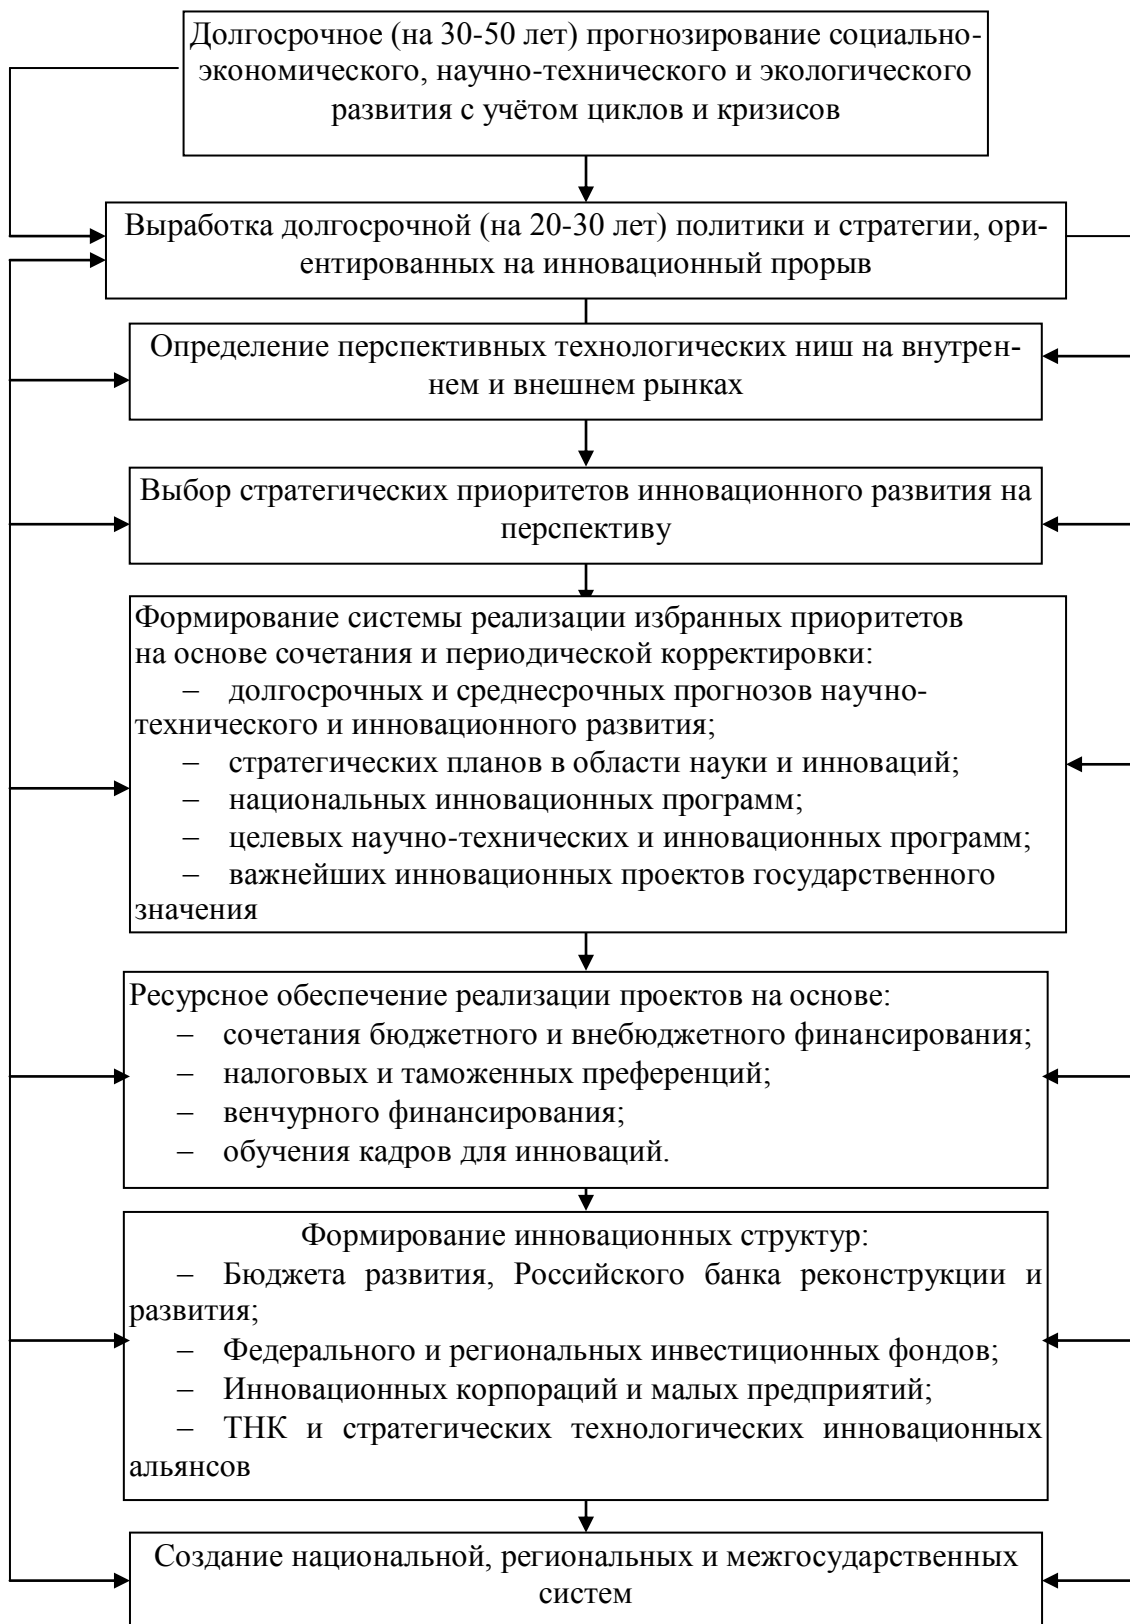 Долгосрочное (на 30-50 лет) прогнозирование социально-
экономического, научно-технического и экологического
развития с учётом циклов и кризисов
Выработка долгосрочной (на 20-30 лет) политики и стратегии, ори-
ентированных на инновационный прорыв
Определение перспективных технологических ниш на внутрен-
нем и внешнем рынках
Выбор стратегических приоритетов инновационного развития на
перспективу
Формирование системы реализации избранных приоритетов
на основе сочетания и периодической корректировки:
– долгосрочных и среднесрочных прогнозов научно-
технического и инновационного развития;
– стратегических планов в области науки и инноваций;
– национальных инновационных программ;
– целевых научно-технических и инновационных программ;
– важнейших инновационных проектов государственного
значения
Ресурсное обеспечение реализации проектов на основе:
– сочетания бюджетного и внебюджетного финансирования;
– налоговых и таможенных преференций;
– венчурного финансирования;
– обучения кадров для инноваций.
Формирование инновационных структур:
– Бюджета развития, Российского банка реконструкции и
развития;
– Федерального и региональных инвестиционных фондов;
– Инновационных корпораций и малых предприятий;
– ТНК и стратегических технологических инновационных
альянсов
Создание национальной, региональных и межгосударственных
систем